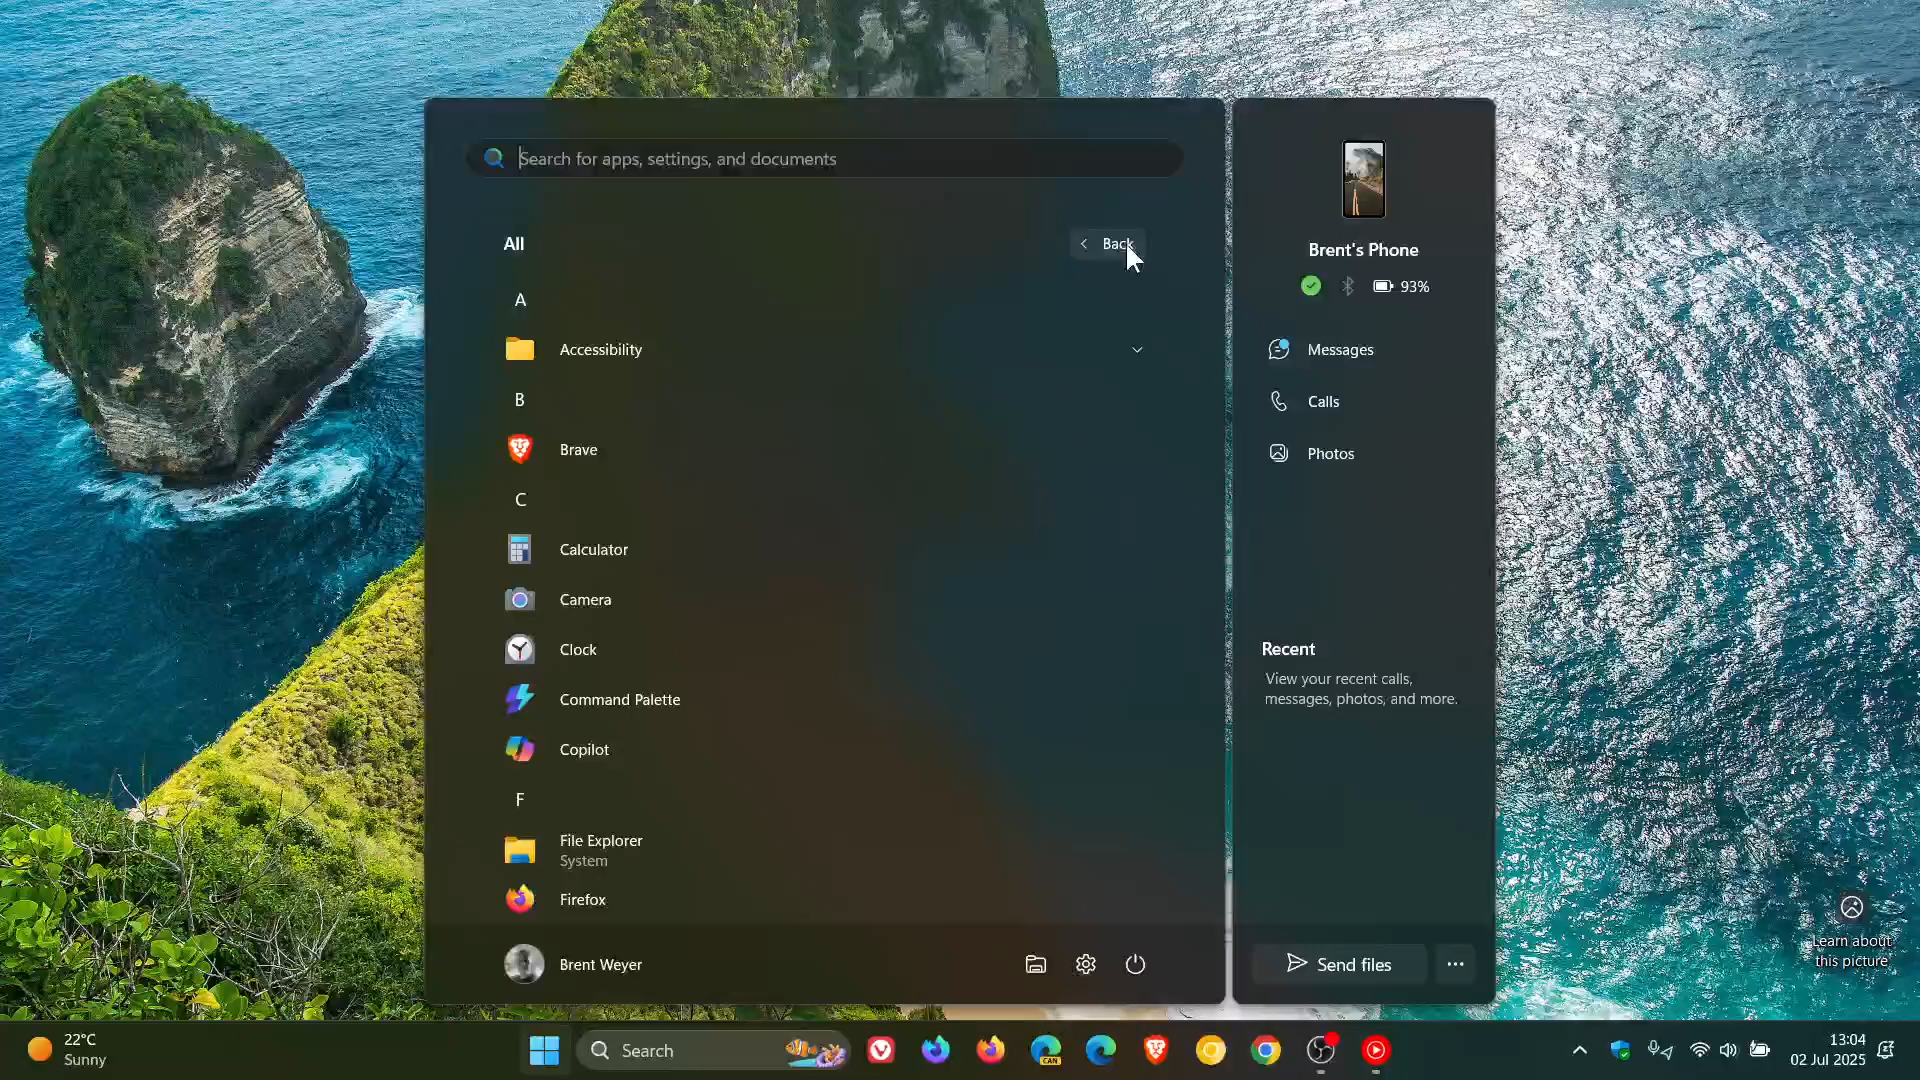 Search for apps, settings, and documents
All
Back
A
Accessibility
B
Brave
C
Calculator
Camera
Clock
Command Palette
Copilot
F
File Explorer
System
Firefox
Brent Weyer
Brent's Phone
93%
Messages
Calls
Photos
Recent
View your recent calls,
messages, photos, and more.
Send files
Learn about
this picture
22°C
Sunny
Search
CAN
13:04
02 Jul 2025